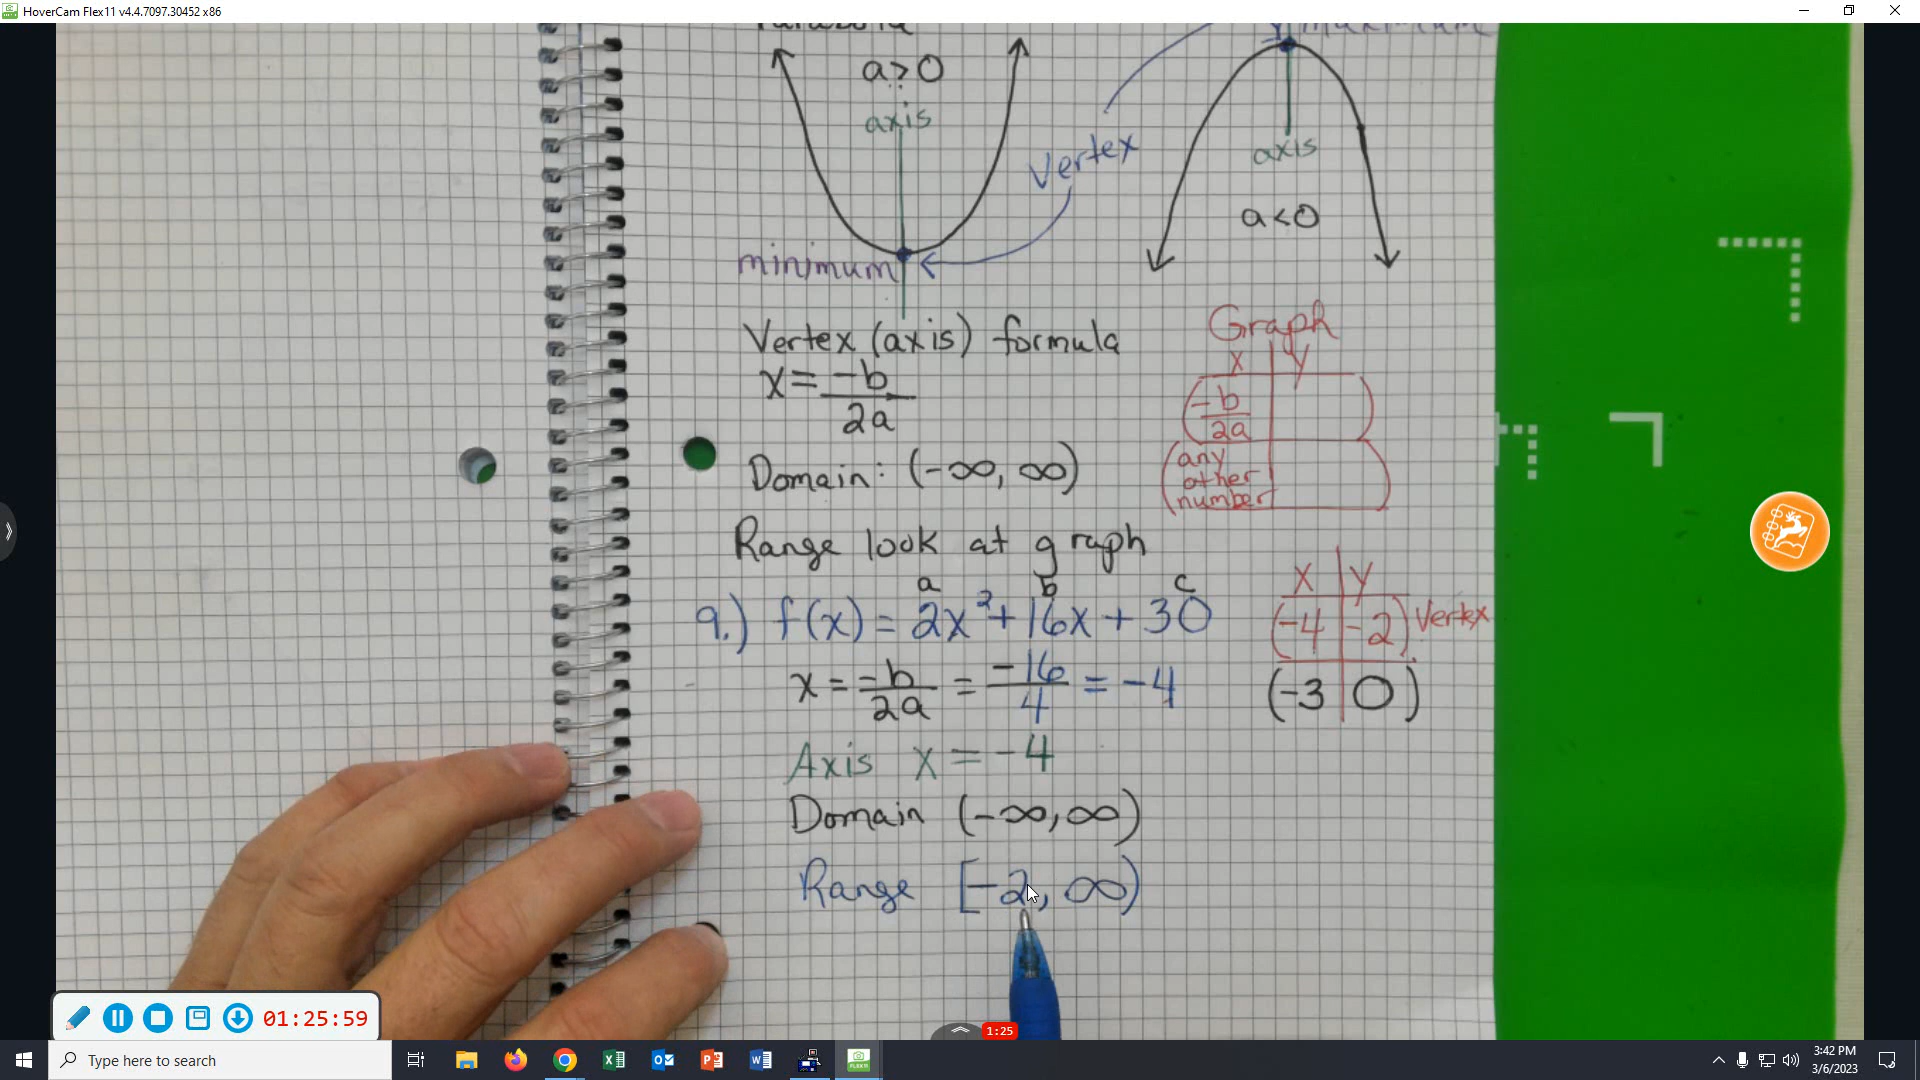 HoverCam Flex11 v4.4.7097.30452 x86
Parabola
maximum
a > 0
axis
Vertex
axis
a < 0
minimum
Vertex (axis) formula
x = -b
2a
Graph
x y
-b
2a
any
other
number
Domain: (-∞, ∞)
Range look at graph
a b c
9.) f(x) = 2x² + 16x + 30
x = -b/2a = -16/4 = -4
x y
(-4 -2) Vertex
(-3 0)
Axis x = -4
Domain (-∞, ∞)
Range [-2, ∞)
01:25:59
1:25
Type here to search
3:42 PM
3/6/2023